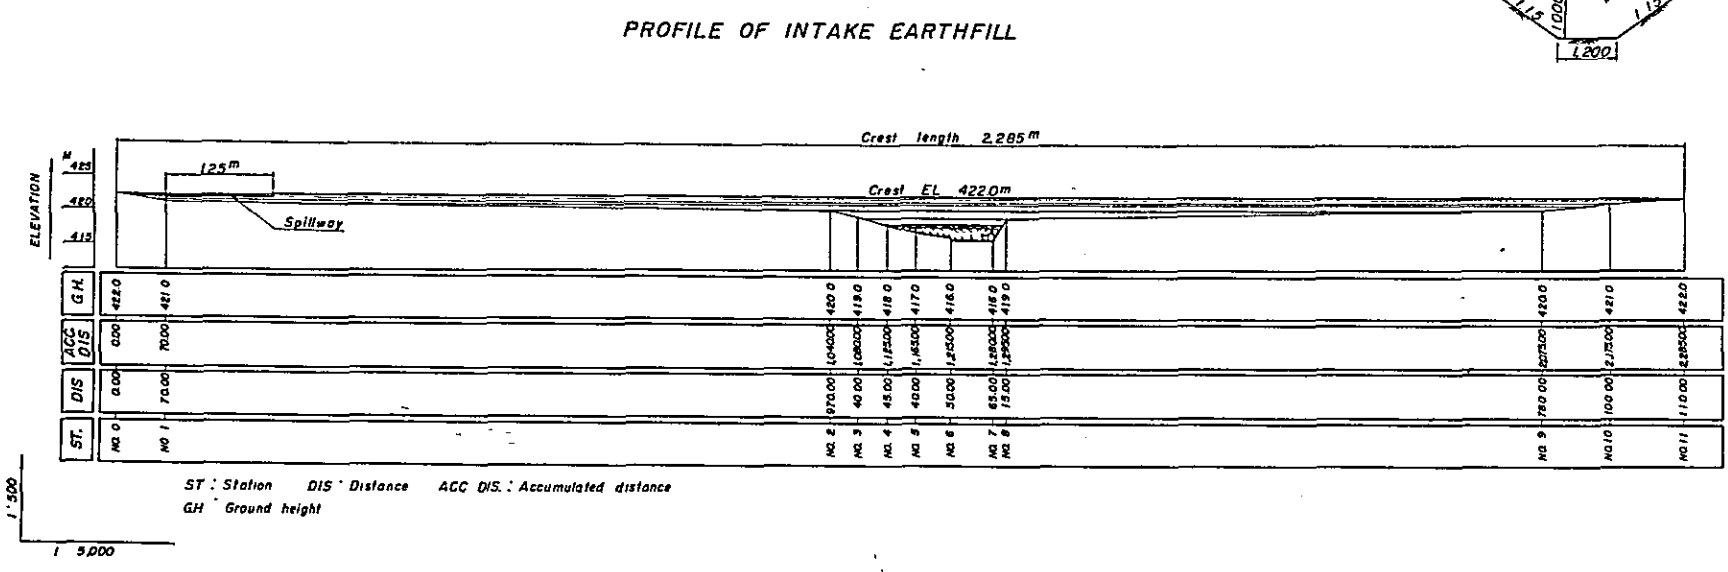 PROFILE OF INTAKE EARTHFILL
1.15
1000
1.15
1,200
Crest length 2.285m
125m
Crest EL 422.0m
Spillway
ELEVATION
M
425
420
415
G.H. 422.0 421.0 420.0 419.0 418.0 417.0 416.0 416.0 419.0 420.0 421.0 422.0
ACC DIS 0.00 70.00 1,040.00 1,080.00 1,125.00 1,165.00 1,215.00 1,280.00 1,295.00 2,075.00 2,175.00 2,285.00
DIS 0.00 70.00 970.00 40.00 45.00 40.00 50.00 65.00 15.00 780.00 100.00 110.00
ST. NO. 0 NO. 1 NO. 2 NO. 3 NO. 4 NO. 5 NO. 6 NO. 7 NO. 8 NO. 9 NO. 10 NO. 11
ST : Station DIS : Distance ACC DIS. : Accumulated distance
GH : Ground height
1:500
1 5,000